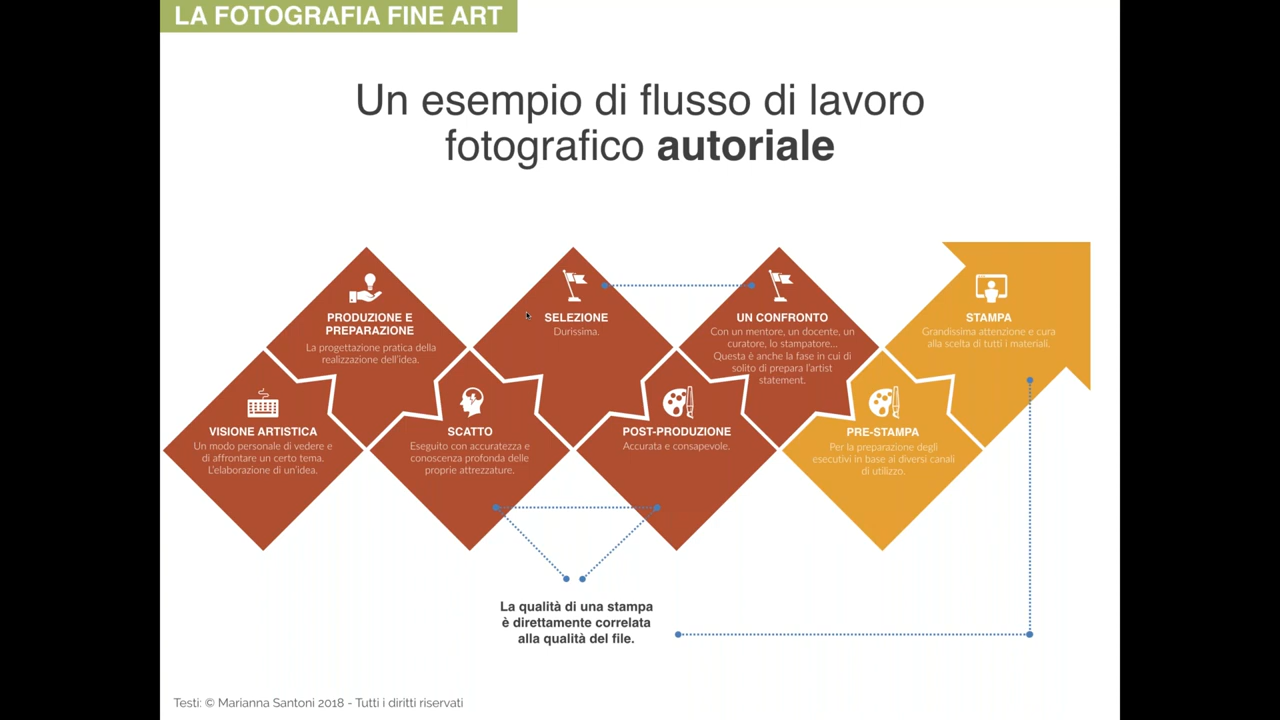 LA FOTOGRAFIA FINE ART
Un esempio di flusso di lavoro
fotografico autoriale
VISIONE ARTISTICA
Un modo personale di vedere e
di affrontare un certo tema.
L'elaborazione di un'idea.
PRODUZIONE E
PREPARAZIONE
La progettazione pratica della
realizzazione dell'idea.
SCATTO
Eseguito con accuratezza e
conoscenza profonda delle
proprie attrezzature.
SELEZIONE
Durissima.
POST-PRODUZIONE
Accurata e consapevole.
UN CONFRONTO
Con un mentore, un docente, un
curatore, lo stampatore...
Questa è anche la fase in cui di
solito di prepara l'artist
statement.
PRE-STAMPA
Per la preparazione degli
esecutivi in base ai diversi canali
di utilizzo.
STAMPA
Grandissima attenzione e cura
alla scelta di tutti i materiali.
La qualità di una stampa
è direttamente correlata
alla qualità del file.
Testi: © Marianna Santoni 2018 - Tutti i diritti riservati